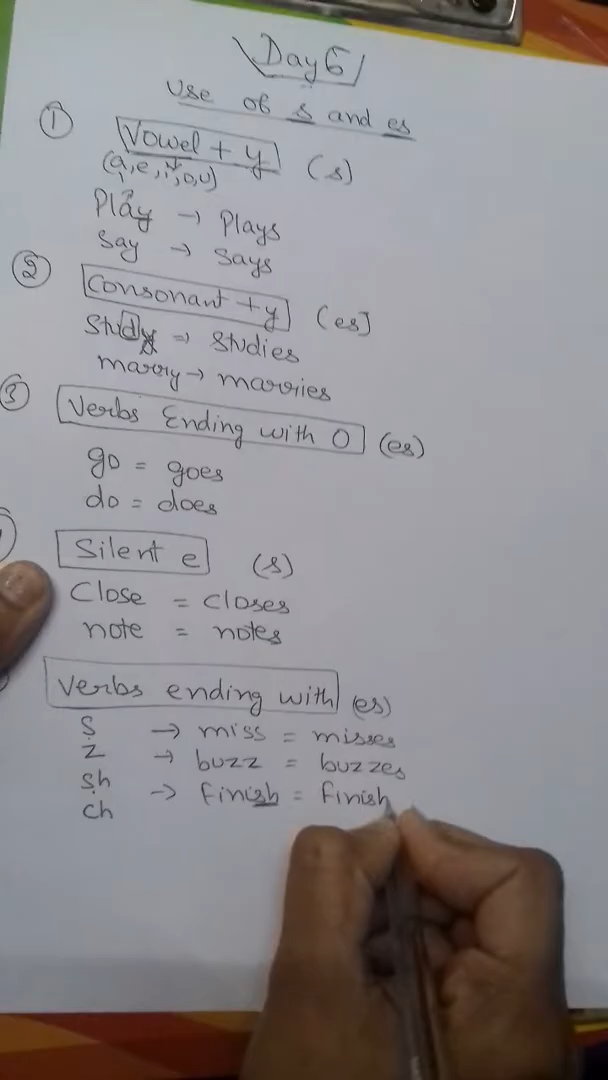 Day 6
Use of s and es
① Vowel + y (s)
(a, e, i, o, u)
Play → Plays
Say → Says
② Consonant + y (es]
Study → Studies
marry → marries
③ Verbs Ending with O (es)
go = goes
do = does
Silent e (s)
Close = closes
note = notes
Verbs ending with (es)
S → miss = misses
Z → buzz = buzzes
Sh → finish = finish
Ch